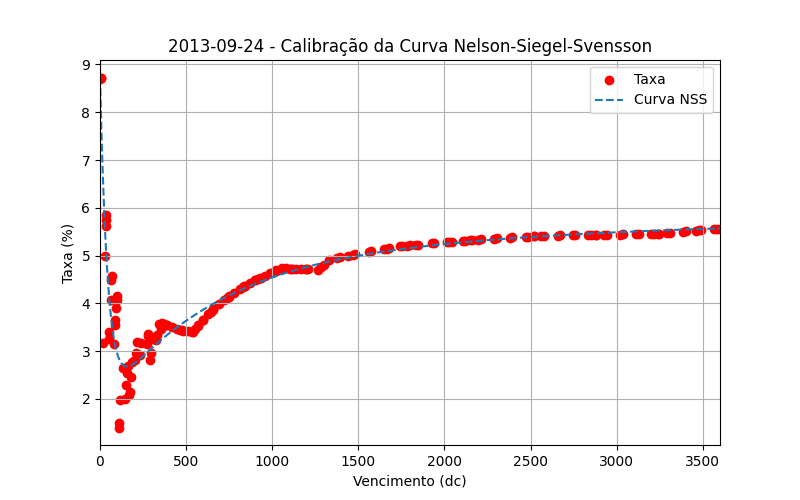 2013-09-24 - Calibração da Curva Nelson-Siegel-Svensson
Taxa
Curva NSS
Taxa (%)
9
8
7
6
5
4
3
2
0 500 1000 1500 2000 2500 3000 3500
Vencimento (dc)